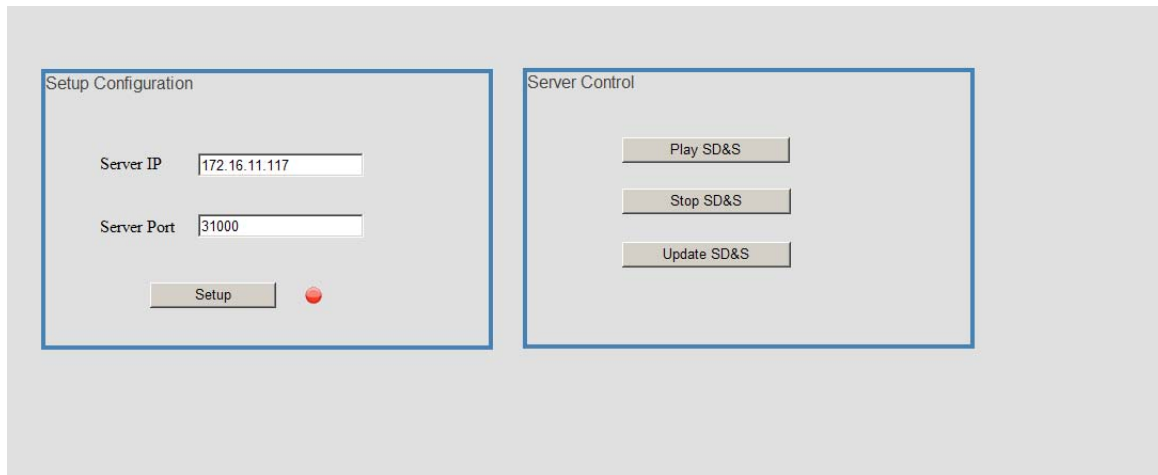 Setup Configuration
Server IP
172.16.11.117
Server Port
31000
Setup
Server Control
Play SD&S
Stop SD&S
Update SD&S